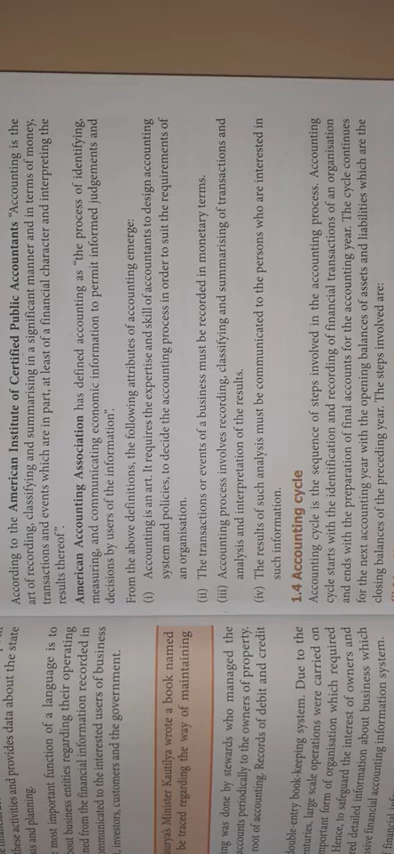 these activities and provides data about the state
is and planning.
most important function of a language is to
out business entities regarding their operating
ned from the financial information recorded in
mmunicated to the interested users of business
, investors, customers and the government.
urya's Minister Kautilya wrote a book named
be traced regarding the way of maintaining
ing was done by stewards who managed the
accounts periodically to the owners of property.
root of accounting. Records of debit and credit
double-entry book-keeping system. Due to the
nturies, large scale operations were carried on
mportant form of organisation which required
Hence, to safeguard the interest of owners and
red detailed information about business which
sive financial accounting information system.
According to the American Institute of Certified Public Accountants "Accounting is the
art of recording, classifying and summarising in a significant manner and in terms of money,
transactions and events which are in part, at least of a financial character and interpreting the
results thereof".
American Accounting Association has defined accounting as "the process of identifying,
measuring, and communicating economic information to permit informed judgements and
decisions by users of the information".
From the above definitions, the following attributes of accounting emerge:
(i) Accounting is an art. It requires the expertise and skill of accountants to design accounting
system and policies, to decide the accounting process in order to suit the requirements of
an organisation.
(ii) The transactions or events of a business must be recorded in monetary terms.
(iii) Accounting process involves recording, classifying and summarising of transactions and
analysis and interpretation of the results.
(iv) The results of such analysis must be communicated to the persons who are interested in
such information.
1.4 Accounting cycle
Accounting cycle is the sequence of steps involved in the accounting process. Accounting
cycle starts with the identification and recording of financial transactions of an organisation
and ends with the preparation of final accounts for the accounting year. The cycle continues
for the next accounting year with the opening balances of assets and liabilities which are the
closing balances of the preceding year. The steps involved are: